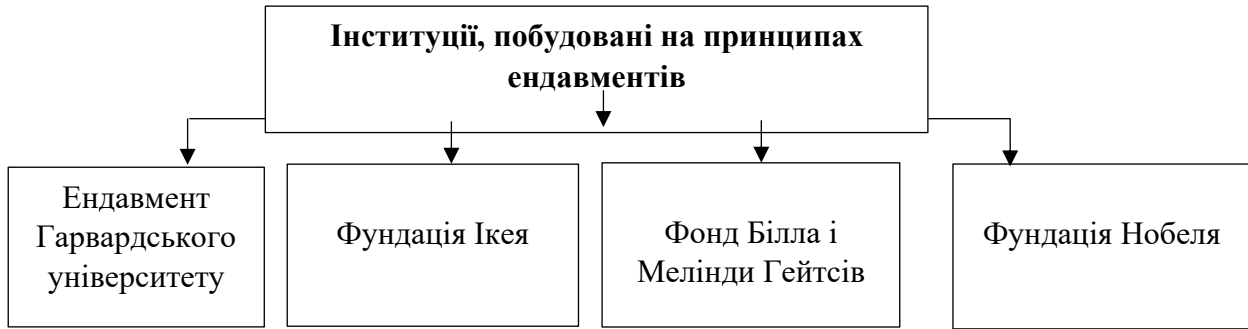 Інституції, побудовані на принципах
ендавментів
Ендавмент
Гарвардського
університету
Фундація Ікея
Фонд Білла і
Мелінди Гейтсів
Фундація Нобеля